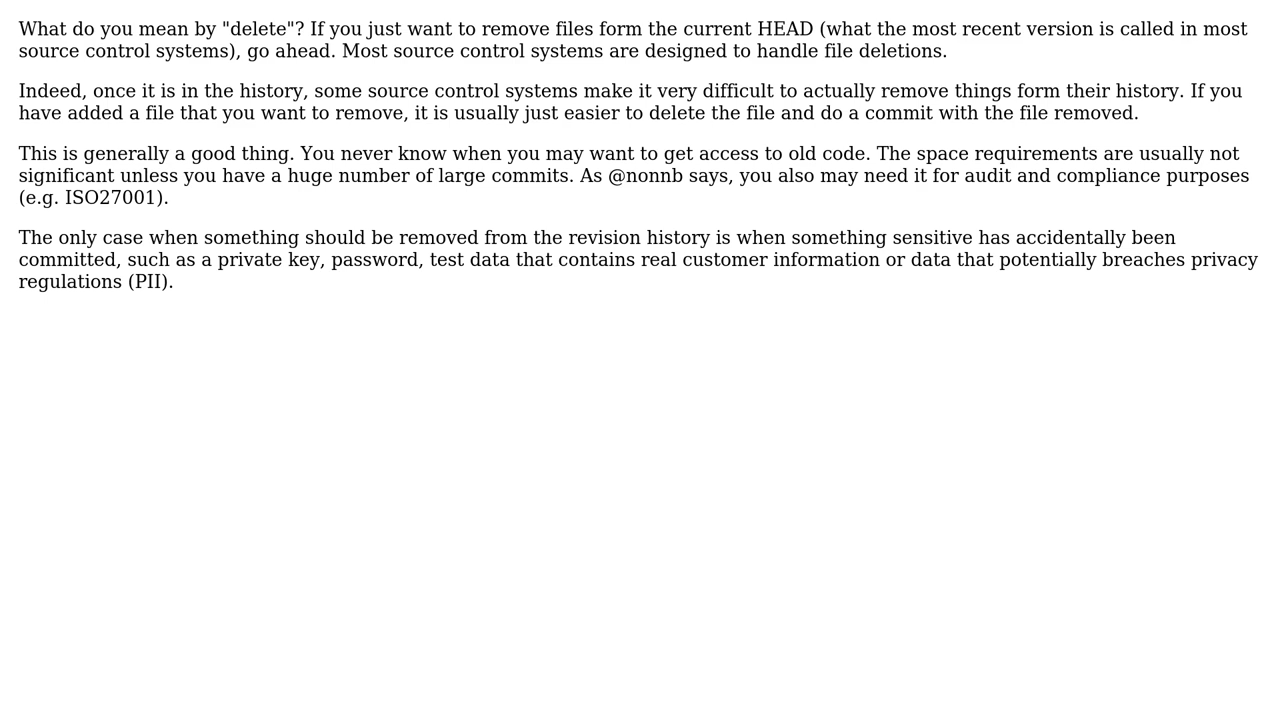 What do you mean by "delete"? If you just want to remove files form the current HEAD (what the most recent version is called in most
source control systems), go ahead. Most source control systems are designed to handle file deletions.
Indeed, once it is in the history, some source control systems make it very difficult to actually remove things form their history. If you
have added a file that you want to remove, it is usually just easier to delete the file and do a commit with the file removed.
This is generally a good thing. You never know when you may want to get access to old code. The space requirements are usually not
significant unless you have a huge number of large commits. As @nonnb says, you also may need it for audit and compliance purposes
(e.g. ISO27001).
The only case when something should be removed from the revision history is when something sensitive has accidentally been
committed, such as a private key, password, test data that contains real customer information or data that potentially breaches privacy
regulations (PII).